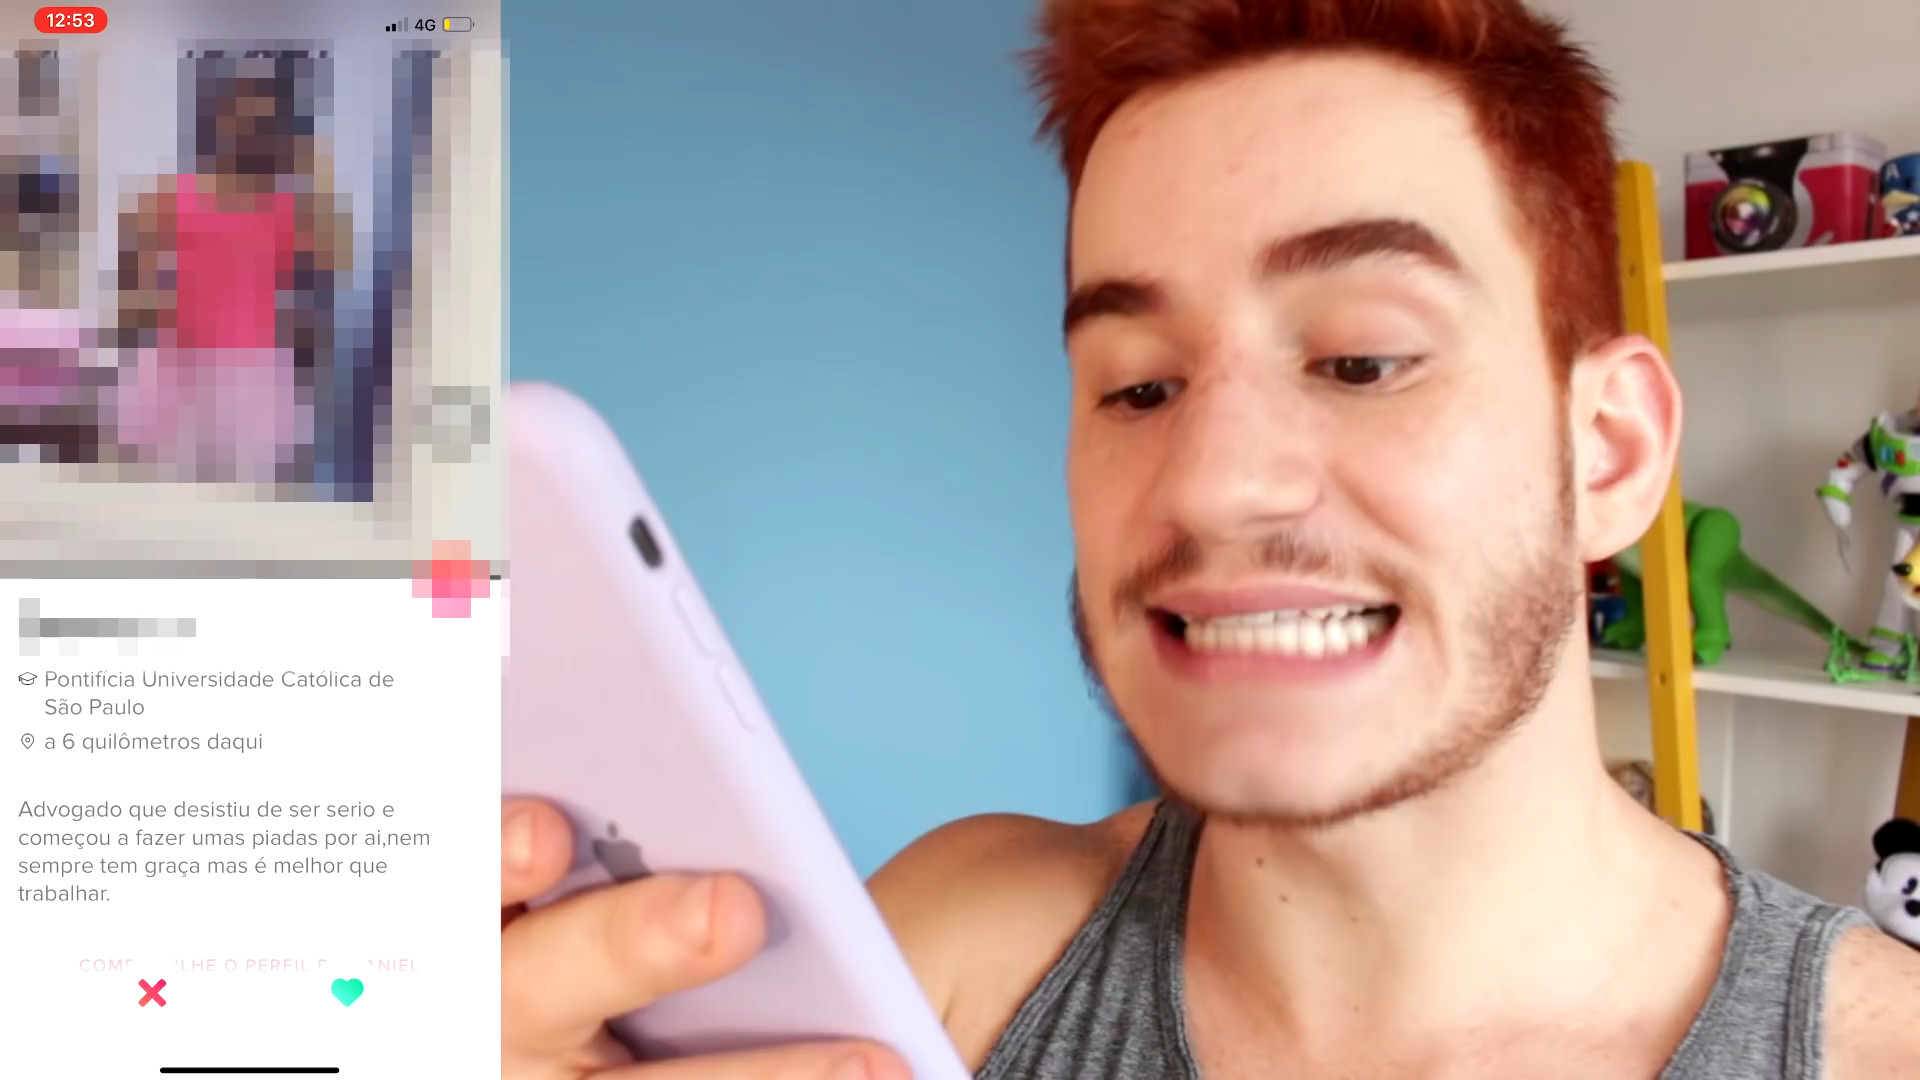 12:53
4G
Pontifícia Universidade Católica de
São Paulo
a 6 quilômetros daqui
Advogado que desistiu de ser serio e
começou a fazer umas piadas por ai,nem
sempre tem graça mas é melhor que
trabalhar.
O PERFIL
A